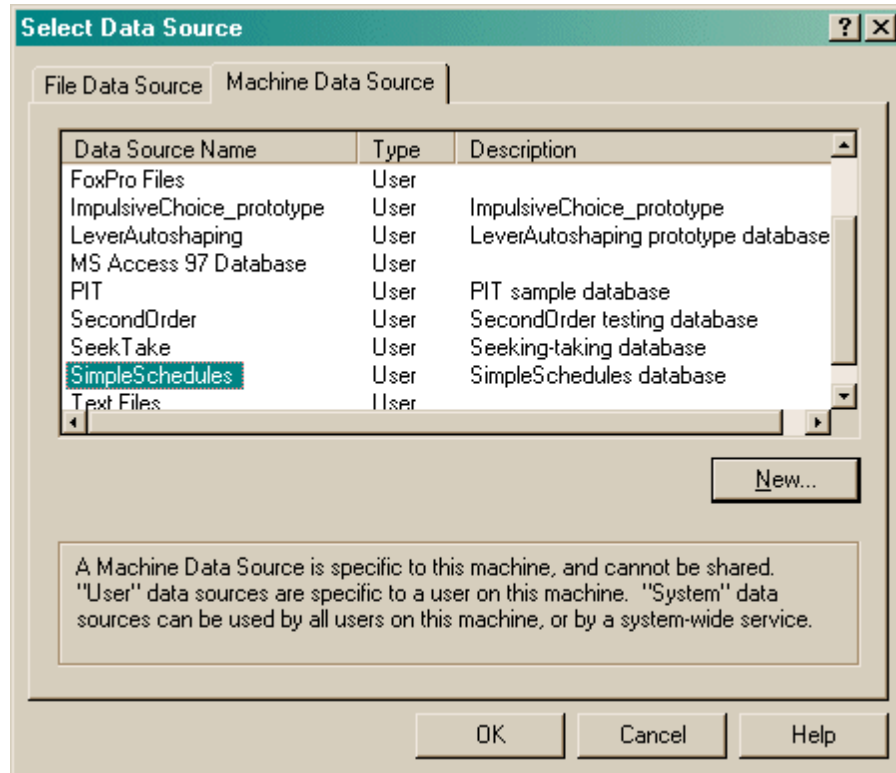 Select Data Source
File Data Source Machine Data Source
Data Source Name Type Description
FoxPro Files User
ImpulsiveChoice_prototype User ImpulsiveChoice_prototype
LeverAutoshaping User LeverAutoshaping prototype database
MS Access 97 Database User
PIT User PIT sample database
SecondOrder User SecondOrder testing database
SeekTake User Seeking-taking database
SimpleSchedules User SimpleSchedules database
Text Files User
New...
A Machine Data Source is specific to this machine, and cannot be shared.
"User" data sources are specific to a user on this machine. "System" data
sources can be used by all users on this machine, or by a system-wide service.
OK Cancel Help